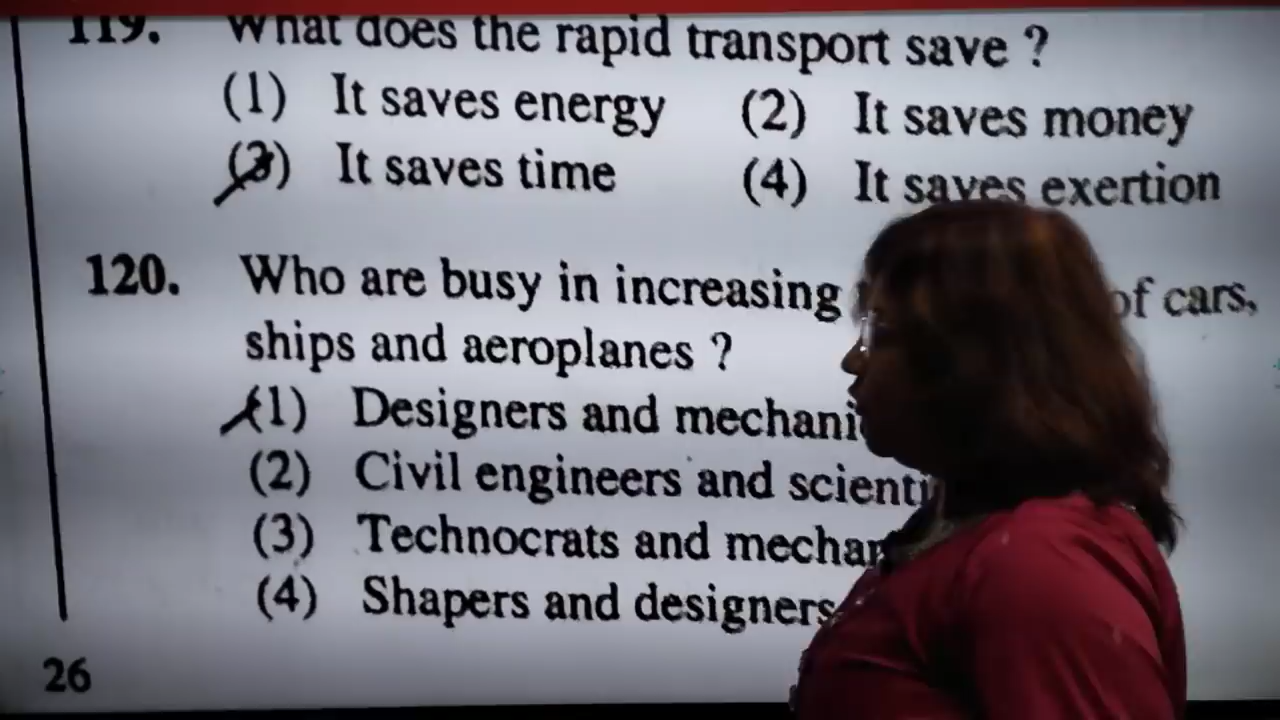 119. What does the rapid transport save ?
(1) It saves energy (2) It saves money
(3) It saves time (4) It saves exertion
120. Who are busy in increasing of cars,
ships and aeroplanes ?
(1) Designers and
(2) Civil engineers and
(3) Technocrats and
(4) Shapers and designers
26